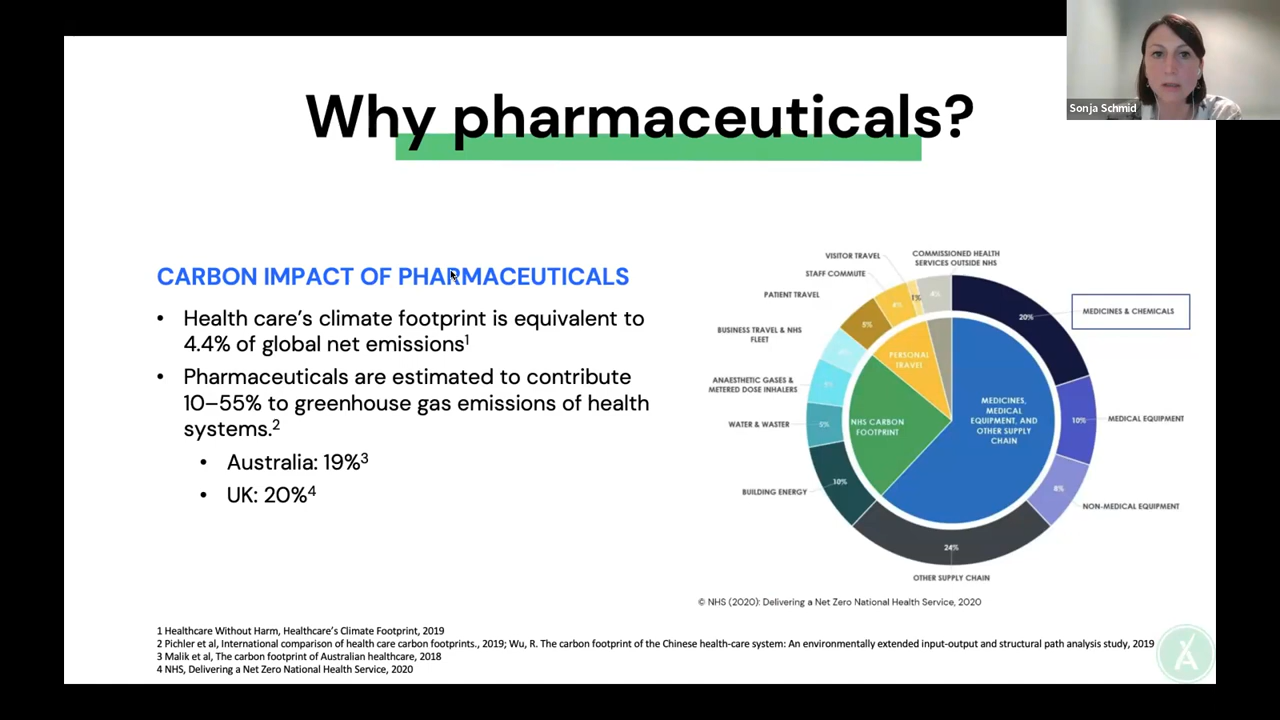 Why pharmaceuticals?
Sonja Schmid
CARBON IMPACT OF PHARMACEUTICALS
• Health care's climate footprint is equivalent to
4.4% of global net emissions¹
• Pharmaceuticals are estimated to contribute
10–55% to greenhouse gas emissions of health
systems.²
• Australia: 19%³
• UK: 20%⁴
VISITOR TRAVEL
COMMISSIONED HEALTH
SERVICES OUTSIDE NHS
STAFF COMMUTE
PATIENT TRAVEL
BUSINESS TRAVEL & NHS
FLEET
ANAESTHETIC GASES &
METERED DOSE INHALERS
WATER & WASTER
BUILDING ENERGY
OTHER SUPPLY CHAIN
NON-MEDICAL EQUIPMENT
MEDICAL EQUIPMENT
MEDICINES & CHEMICALS
4%
1%
4%
5%
5%
5%
10%
24%
8%
10%
20%
PERSONAL
TRAVEL
NHS CARBON
FOOTPRINT
MEDICINES,
MEDICAL
EQUIPMENT, AND
OTHER SUPPLY
CHAIN
© NHS (2020): Delivering a Net Zero National Health Service, 2020
1 Healthcare Without Harm, Healthcare's Climate Footprint, 2019
2 Pichler et al, International comparison of health care carbon footprints., 2019; Wu, R. The carbon footprint of the Chinese health-care system: An environmentally extended input-output and structural path analysis study, 2019
3 Malik et al, The carbon footprint of Australian healthcare, 2018
4 NHS, Delivering a Net Zero National Health Service, 2020